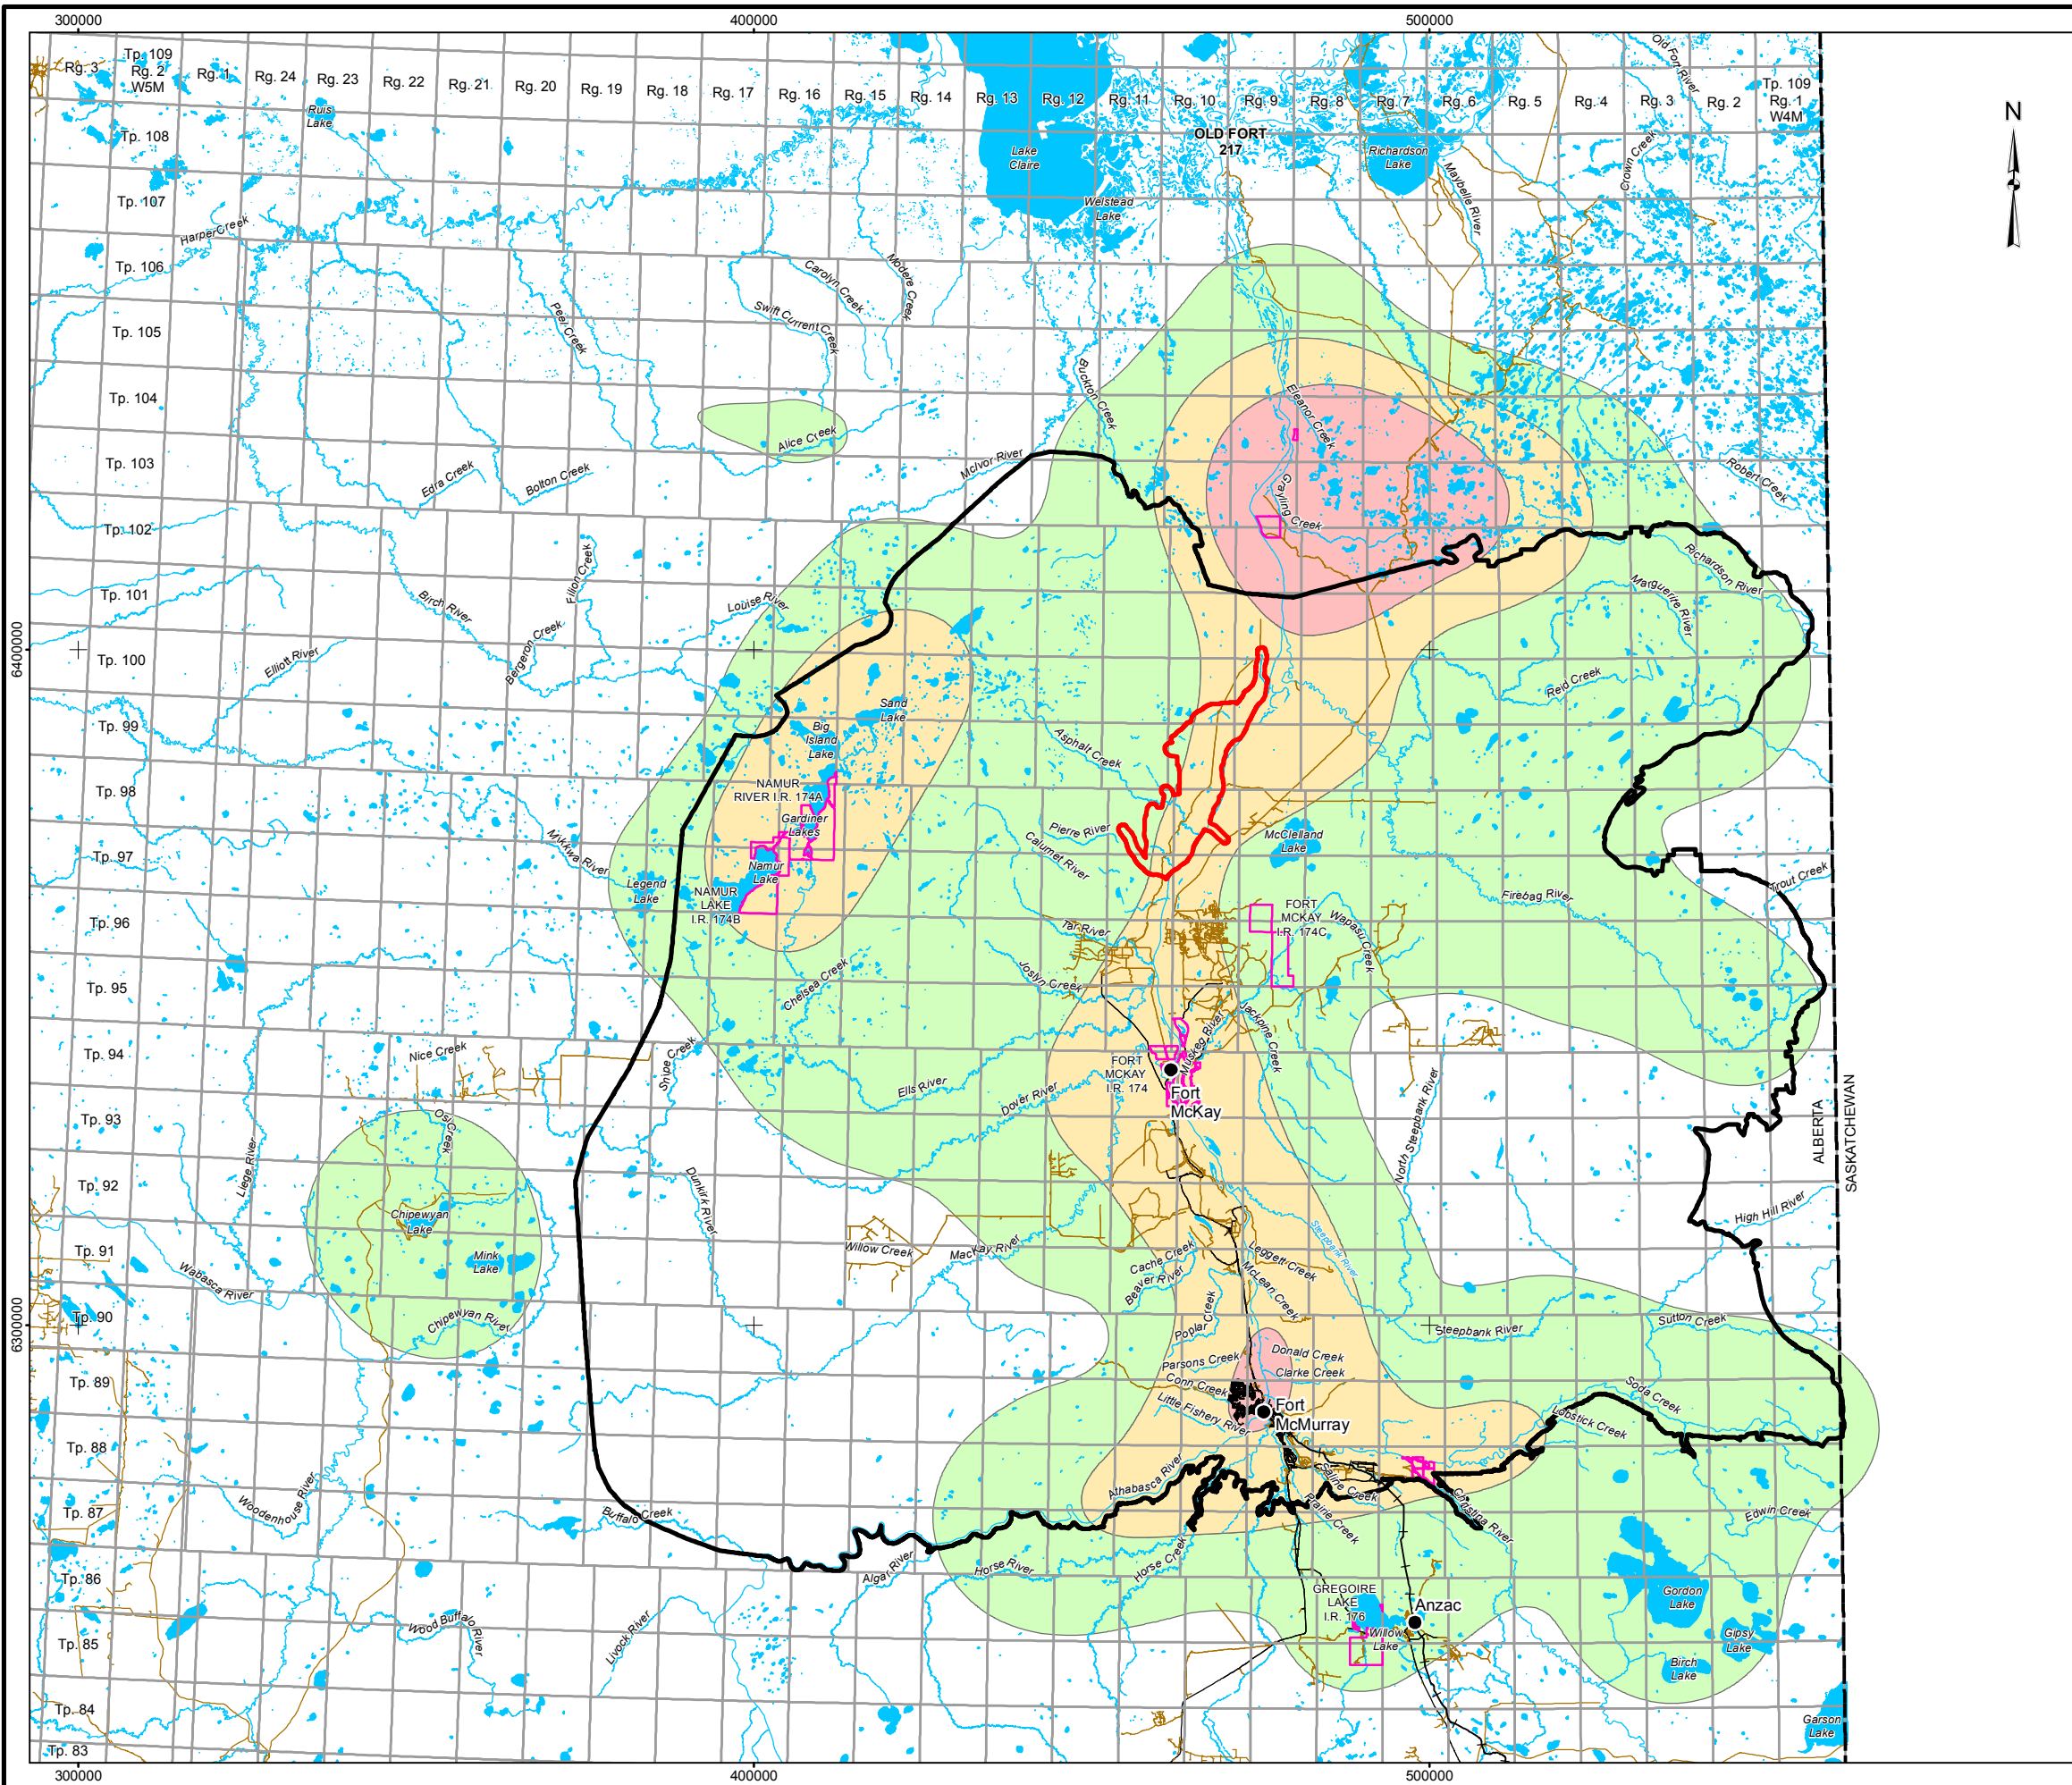 300000
400000
500000
Rg. 3
Tp. 109
Rg. 2
W5M
Rg. 1
Rg. 24
Rg. 23
Rg. 22
Rg. 21
Rg. 20
Rg. 19
Rg. 18
Rg. 17
Rg. 16
Rg. 15
Rg. 14
Rg. 13
Rg. 12
Rg. 11
Rg. 10
Rg. 9
Rg. 8
Rg. 7
Rg. 6
Rg. 5
Rg. 4
Rg. 3
Rg. 2
Tp. 109
Rg. 1
W4M
N
Old Fort River
Ruis
Lake
Tp. 108
OLD FORT
217
Lake
Claire
Richardson
Lake
Crown Creek
Maybelle River
Tp. 107
Welstead
Lake
Harper Creek
Tp. 106
Carolyn Creek
Modere Creek
Peel Creek
Swift Current Creek
Tp. 105
Buckton Creek
Tp. 104
Eleanor Creek
Alice Creek
Tp. 103
McIvor River
Edra Creek
Bolton Creek
Robert Creek
Grayling Creek
Tp. 102
Richardson River
Filion Creek
Marguerite River
Tp. 101
Birch River
Louise River
6400000
Tp. 100
Elliott River
Bergeron Creek
Reid Creek
Sand
Lake
Tp. 99
Big
Island
Lake
Asphalt Creek
Tp. 98
NAMUR
RIVER I.R. 174A
Gardiner
Lakes
Pierre River
McClelland
Lake
Mikkwa River
Calumet River
Tp. 97
Namur
Lake
Legend
Lake
NAMUR
LAKE
I.R. 174B
Trout Creek
Firebag River
FORT
MCKAY
I.R. 174C
Wapasu Creek
Tp. 96
Tar River
Joslyn Creek
Chelsea Creek
Tp. 95
Jackpine Creek
Muskeg River
Nice Creek
Snipe Creek
Tp. 94
FORT
MCKAY
I.R. 174
Fort
McKay
Ells River
Dover River
North Steepbank River
ALBERTA
SASKATCHEWAN
Tp. 93
Osi Creek
Liege River
Dunkirk River
Tp. 92
Chipewyan
Lake
High Hill River
Steepbank River
Tp. 91
Mink
Lake
Willow Creek
MacKay River
Cache Creek
Leggett Creek
Beaver River
McLean Creek
Wabasca River
Tp. 90
6300000
Chipewyan River
Poplar Creek
Steepbank River
Sutton Creek
Donald Creek
Parsons Creek
Clarke Creek
Tp. 89
Conn Creek
Soda Creek
Little Fishery River
Fort
McMurray
Lobstick Creek
Tp. 88
Athabasca River
Saline Creek
Woodenhouse River
Buffalo Creek
Prairie Creek
Christina River
Edwin Creek
Tp. 87
Algar River
Horse River
Horse Creek
Tp. 86
GREGOIRE
LAKE
I.R. 176
Anzac
Gordon
Lake
Wood Buffalo River
Livock River
Willow
Lake
Gipsy
Lake
Tp. 85
Birch
Lake
Tp. 84
Garson
Lake
Tp. 83
300000
400000
500000